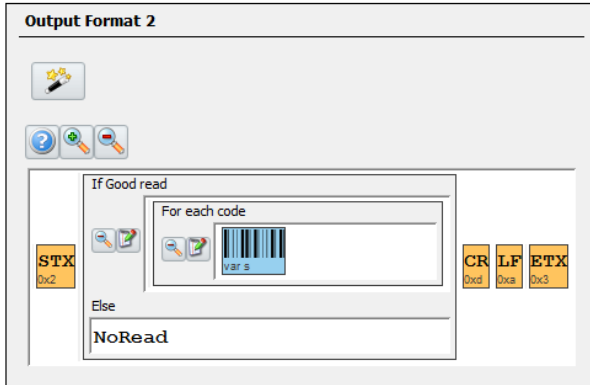 Output Format 2
If Good read
For each code
var s
STX
0x2
CR LF ETX
0xd 0xa 0x3
Else
NoRead